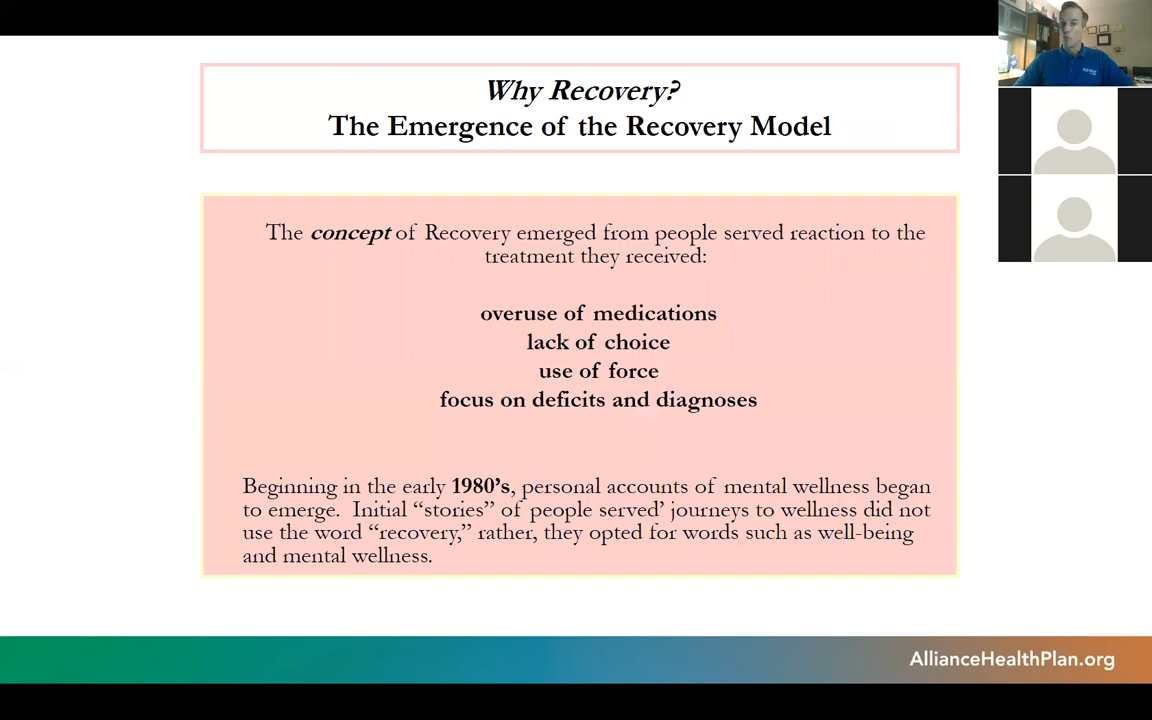 Why Recovery?
The Emergence of the Recovery Model
The concept of Recovery emerged from people served reaction to the
treatment they received:
overuse of medications
lack of choice
use of force
focus on deficits and diagnoses
Beginning in the early 1980’s, personal accounts of mental wellness began
to emerge. Initial “stories” of people served’ journeys to wellness did not
use the word “recovery,” rather, they opted for words such as well-being
and mental wellness.
AllianceHealthPlan.org